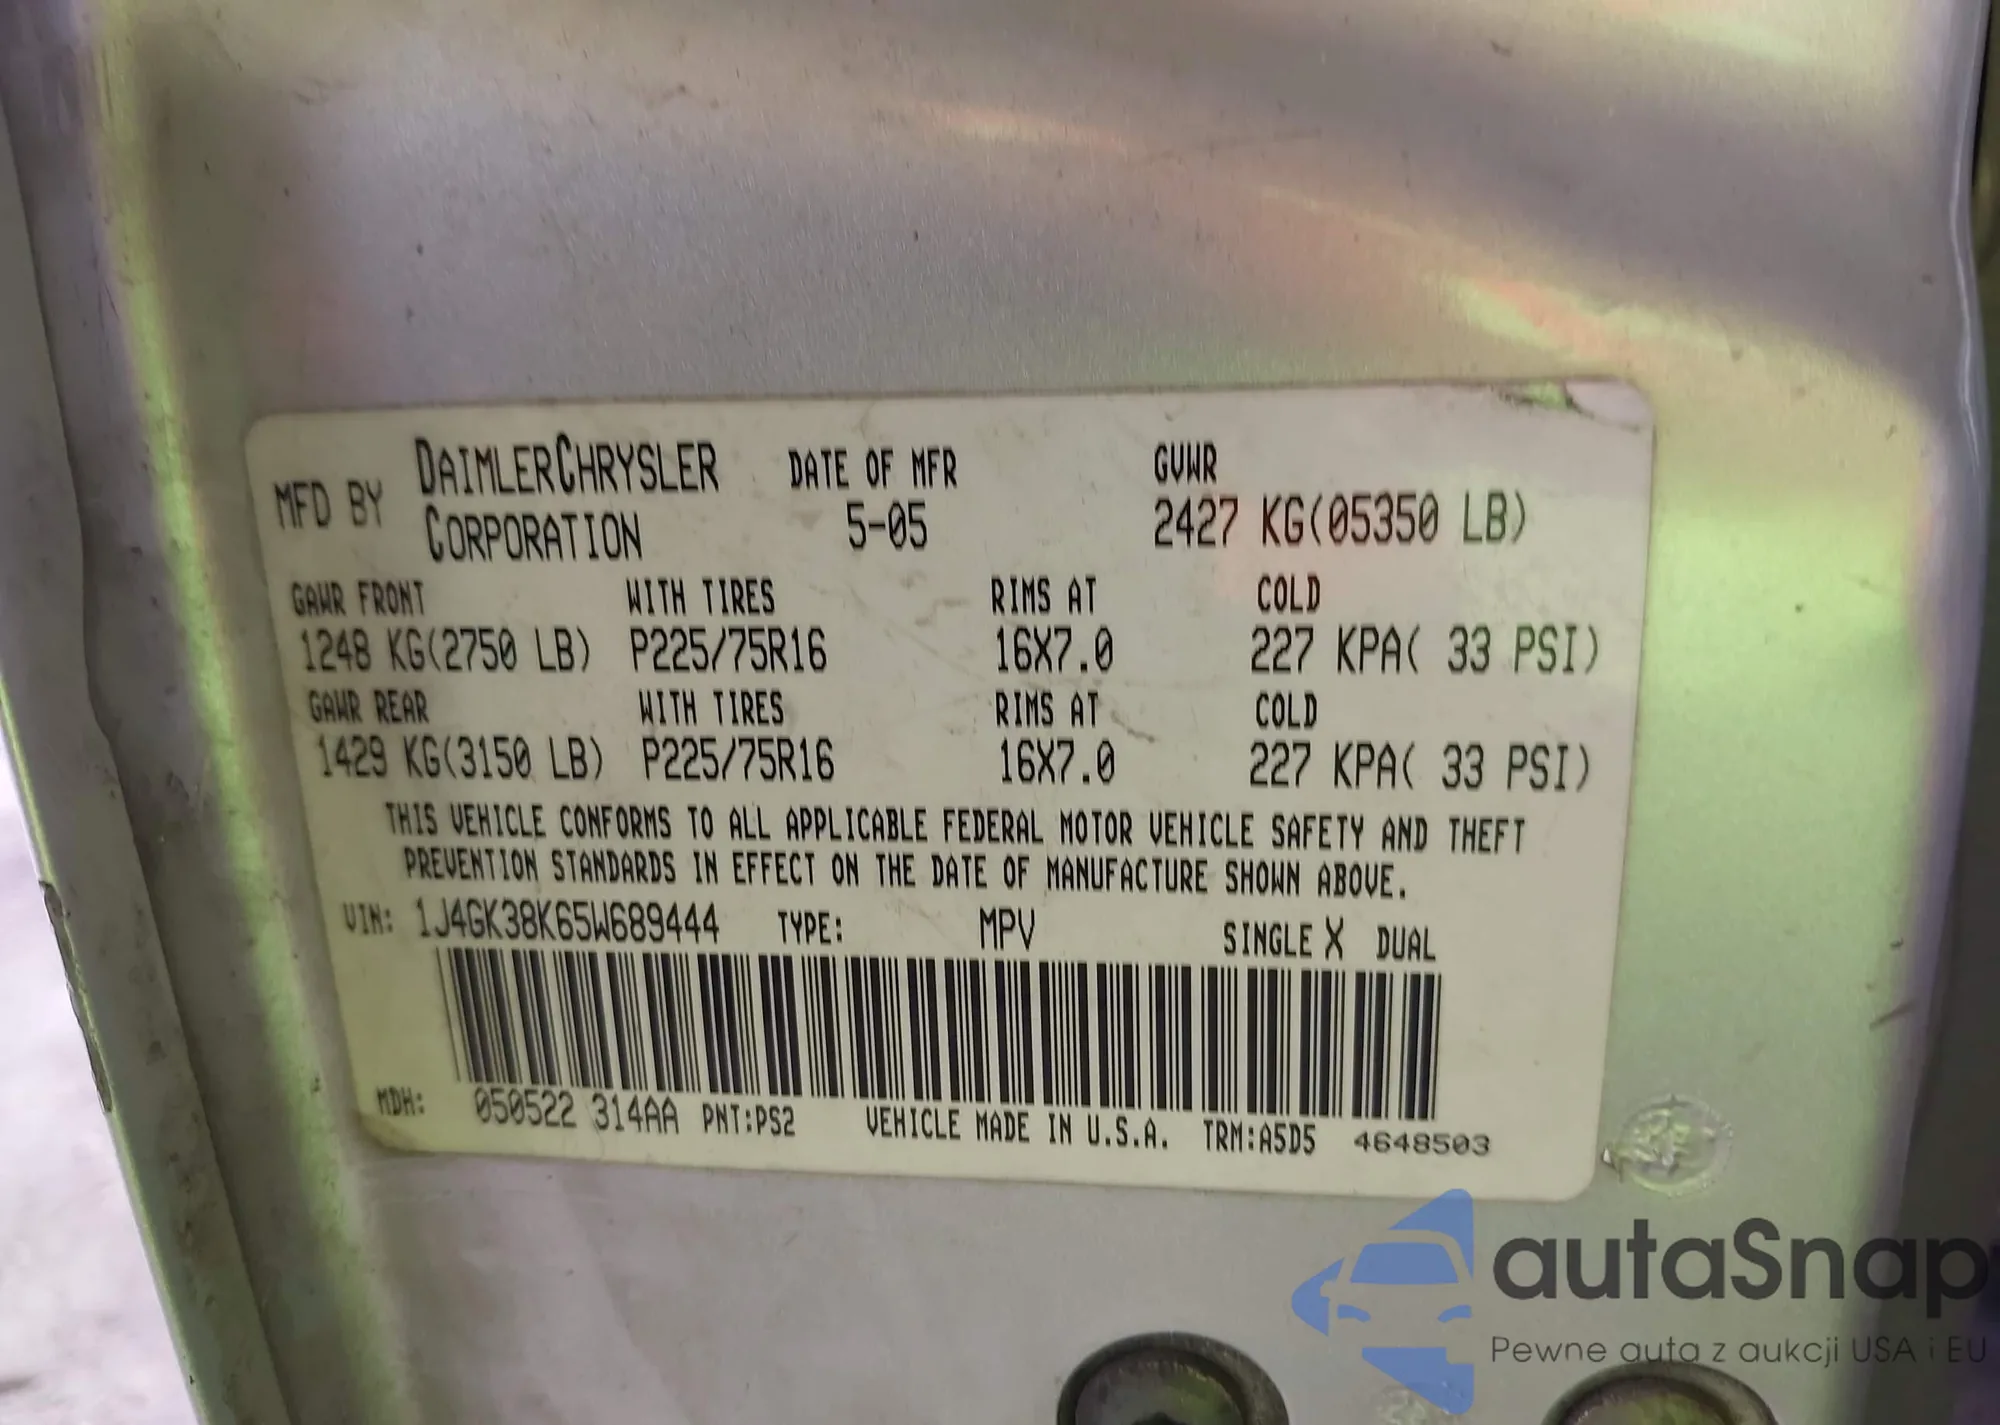 MFD BY DAIMLERCHRYSLER CORPORATION DATE OF MFR 5-05 GVWR 2427 KG(05350 LB)
GAWR FRONT WITH TIRES RIMS AT COLD
1248 KG(2750 LB) P225/75R16 16X7.0 227 KPA( 33 PSI)
GAWR REAR WITH TIRES RIMS AT COLD
1429 KG(3150 LB) P225/75R16 16X7.0 227 KPA( 33 PSI)
THIS VEHICLE CONFORMS TO ALL APPLICABLE FEDERAL MOTOR VEHICLE SAFETY AND THEFT
PREVENTION STANDARDS IN EFFECT ON THE DATE OF MANUFACTURE SHOWN ABOVE.
VIN: 1J4GK38K65W689444 TYPE: MPV SINGLE X DUAL
MDH: 050522 314AA PNT:PS2 VEHICLE MADE IN U.S.A. TRM:A5D5 4648503
autaSnap
Pewne auta z aukcji USA i EU